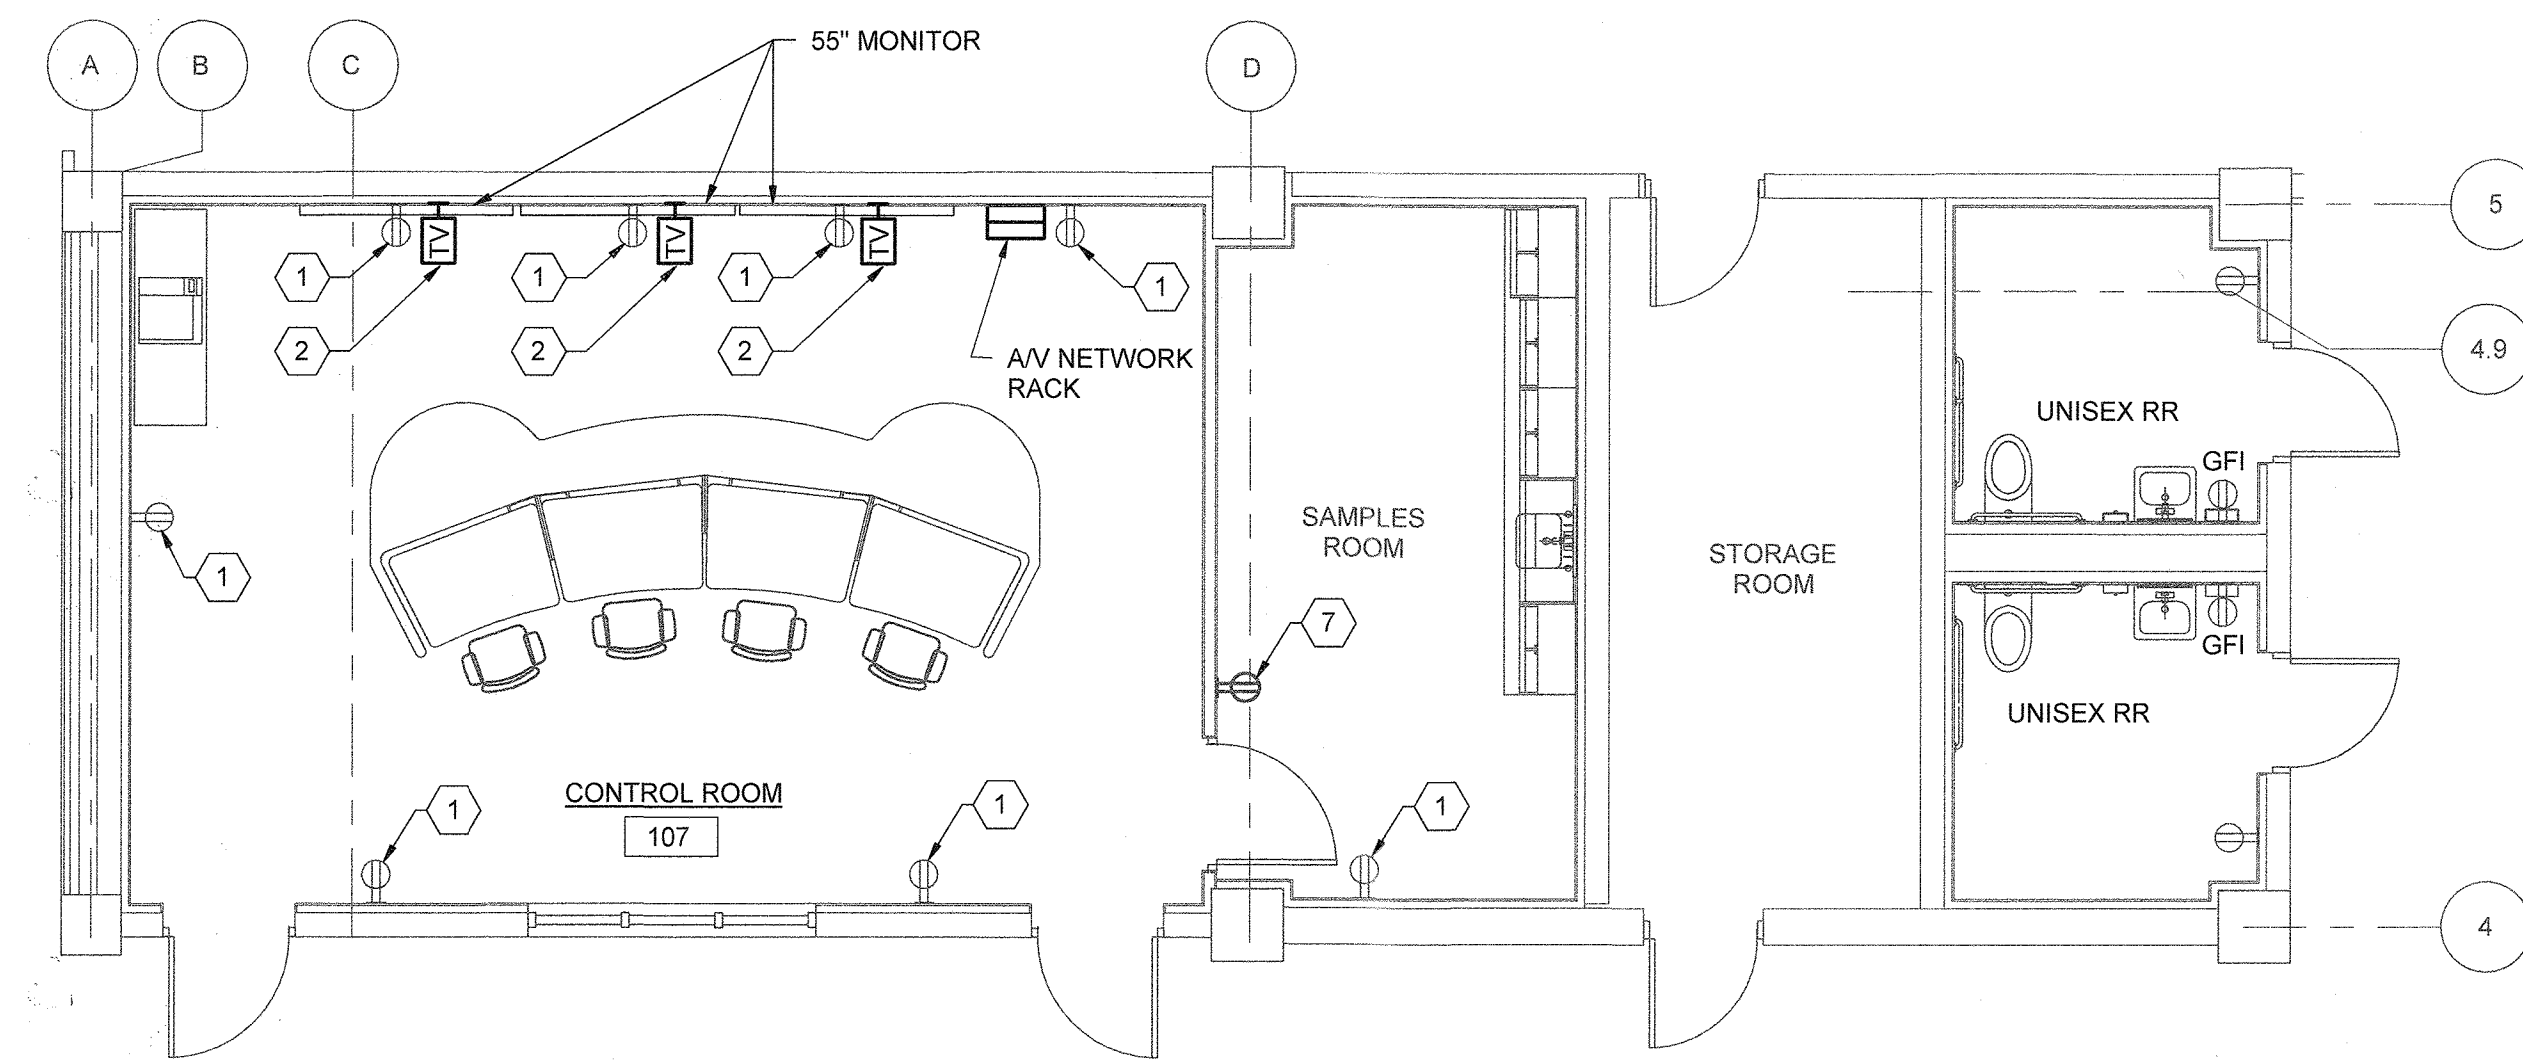 A
B
C
55" MONITOR
D
5
TV
TV
TV
1
1
1
1
2
2
2
A/V NETWORK
RACK
4.9
UNISEX RR
GFI
SAMPLES
ROOM
STORAGE
ROOM
1
7
GFI
UNISEX RR
CONTROL ROOM
107
1
1
1
4